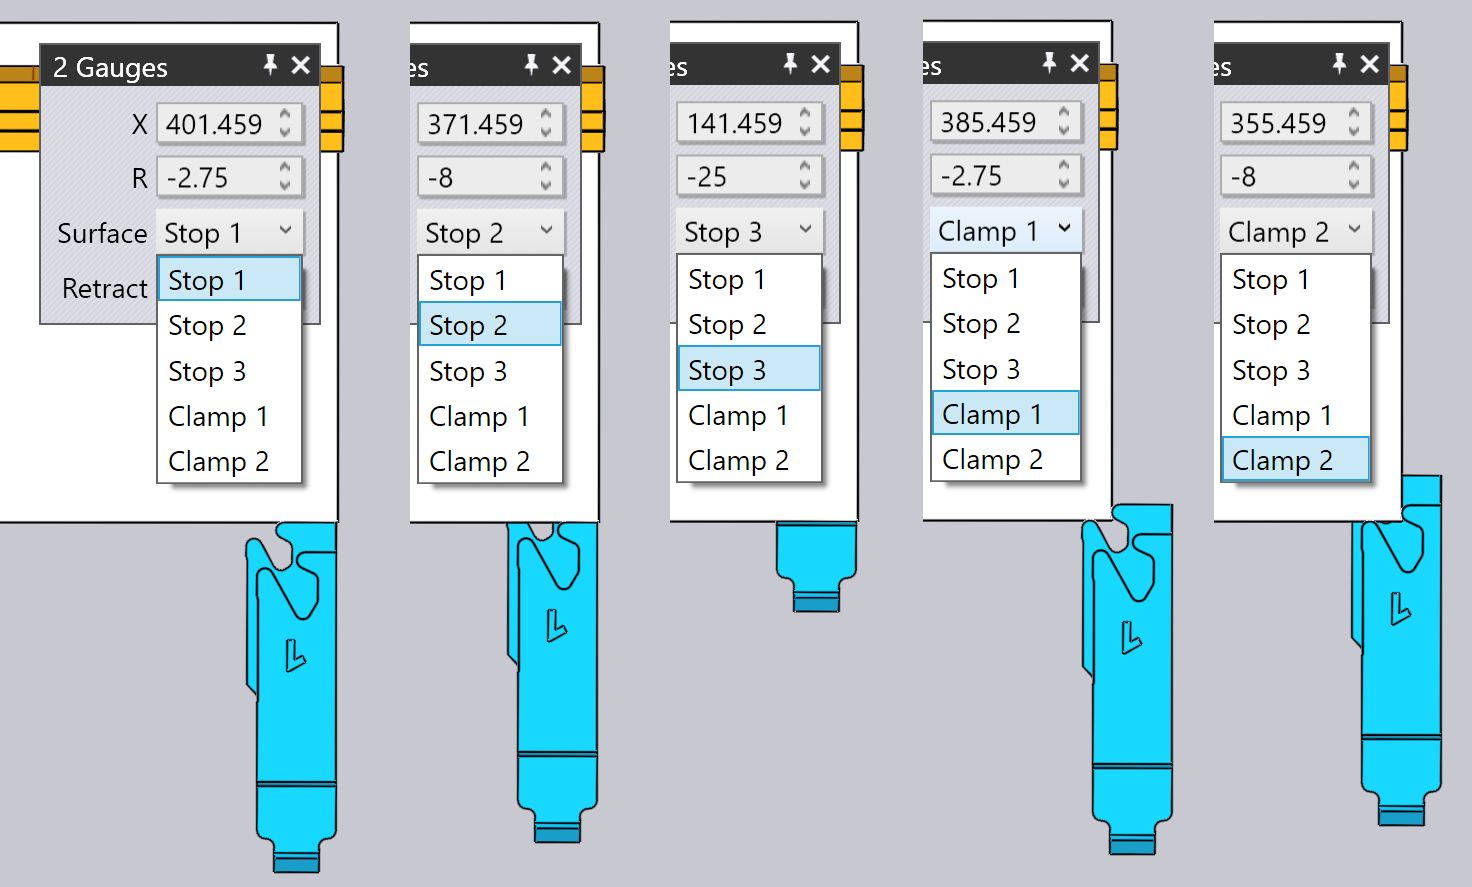 2 Gauges
X 401.459
R -2.75
Surface Stop 1
Retract
Stop 1
Stop 2
Stop 3
Clamp 1
Clamp 2
es
371.459
-8
Stop 2
Stop 1
Stop 2
Stop 3
Clamp 1
Clamp 2
es
141.459
-25
Stop 3
Stop 1
Stop 2
Stop 3
Clamp 1
Clamp 2
es
385.459
-2.75
Clamp 1
Stop 1
Stop 2
Stop 3
Clamp 1
Clamp 2
es
355.459
-8
Clamp 2
Stop 1
Stop 2
Stop 3
Clamp 1
Clamp 2